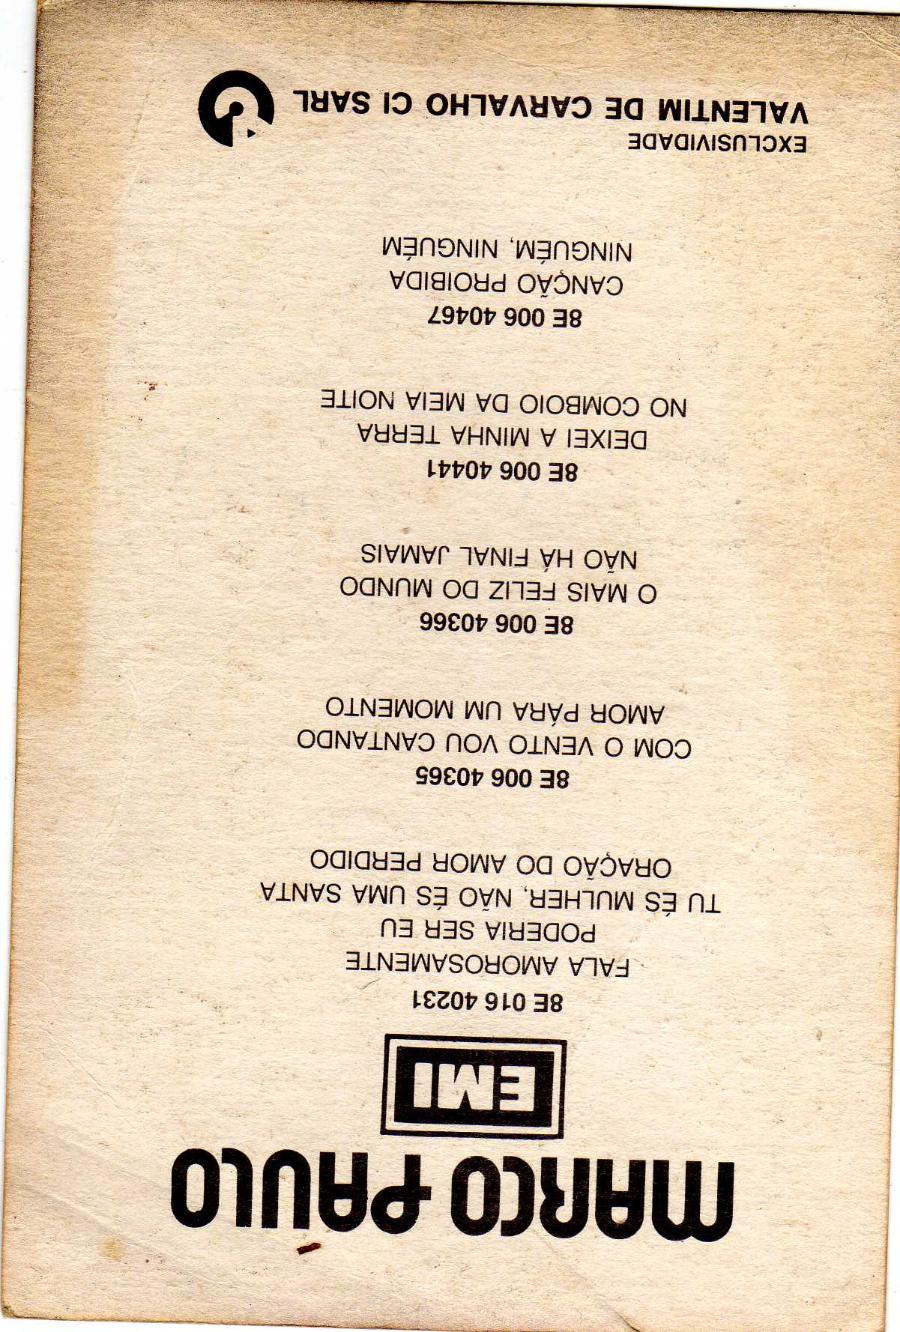 MARCO PAULO
EMI
8E 016 40231
FALA AMOROSAMENTE
PODERIA SER EU
TU ÉS MULHER, NÃO ÉS UMA SANTA
ORAÇÃO DO AMOR PERDIDO
8E 006 40365
COM O VENTO VOU CANTANDO
AMOR PÁRA UM MOMENTO
8E 006 40366
O MAIS FELIZ DO MUNDO
NÃO HÁ FINAL JAMAIS
8E 006 40441
DEIXEI A MINHA TERRA
NO COMBOIO DA MEIA NOITE
8E 006 40467
CANÇÃO PROIBIDA
NINGUÉM, NINGUÉM
EXCLUSIVIDADE
VALENTIM DE CARVALHO CI SARL